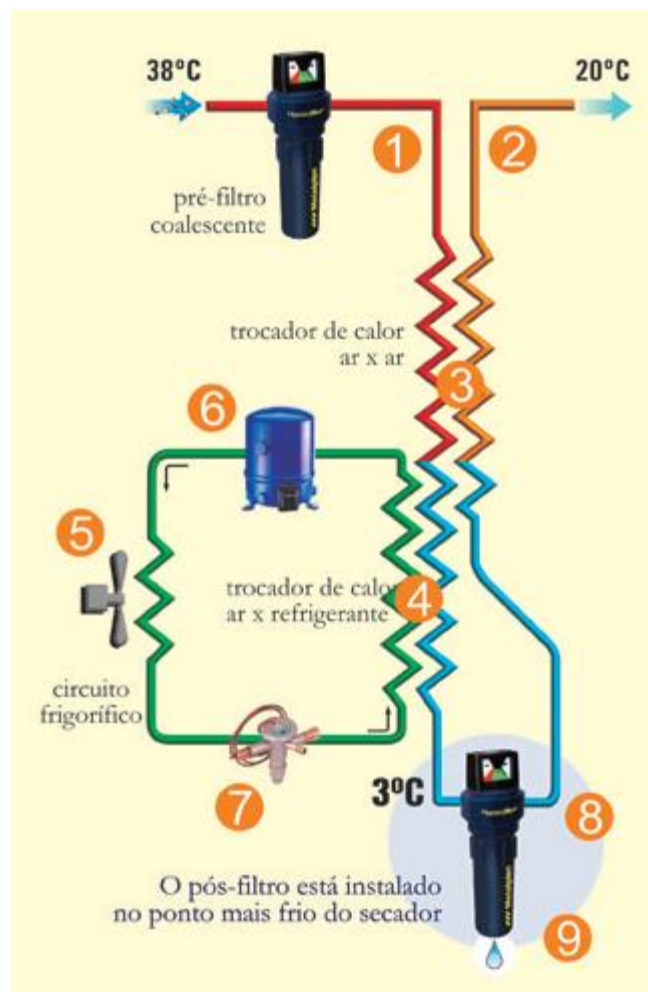 38ºC
20ºC
1
2
pré-filtro
coalescente
trocador de calor
ar x ar
3
6
5
trocador de calor
ar x refrigerante
4
circuito
frigorífico
7
3ºC
8
O pós-filtro está instalado
no ponto mais frio do secador
9